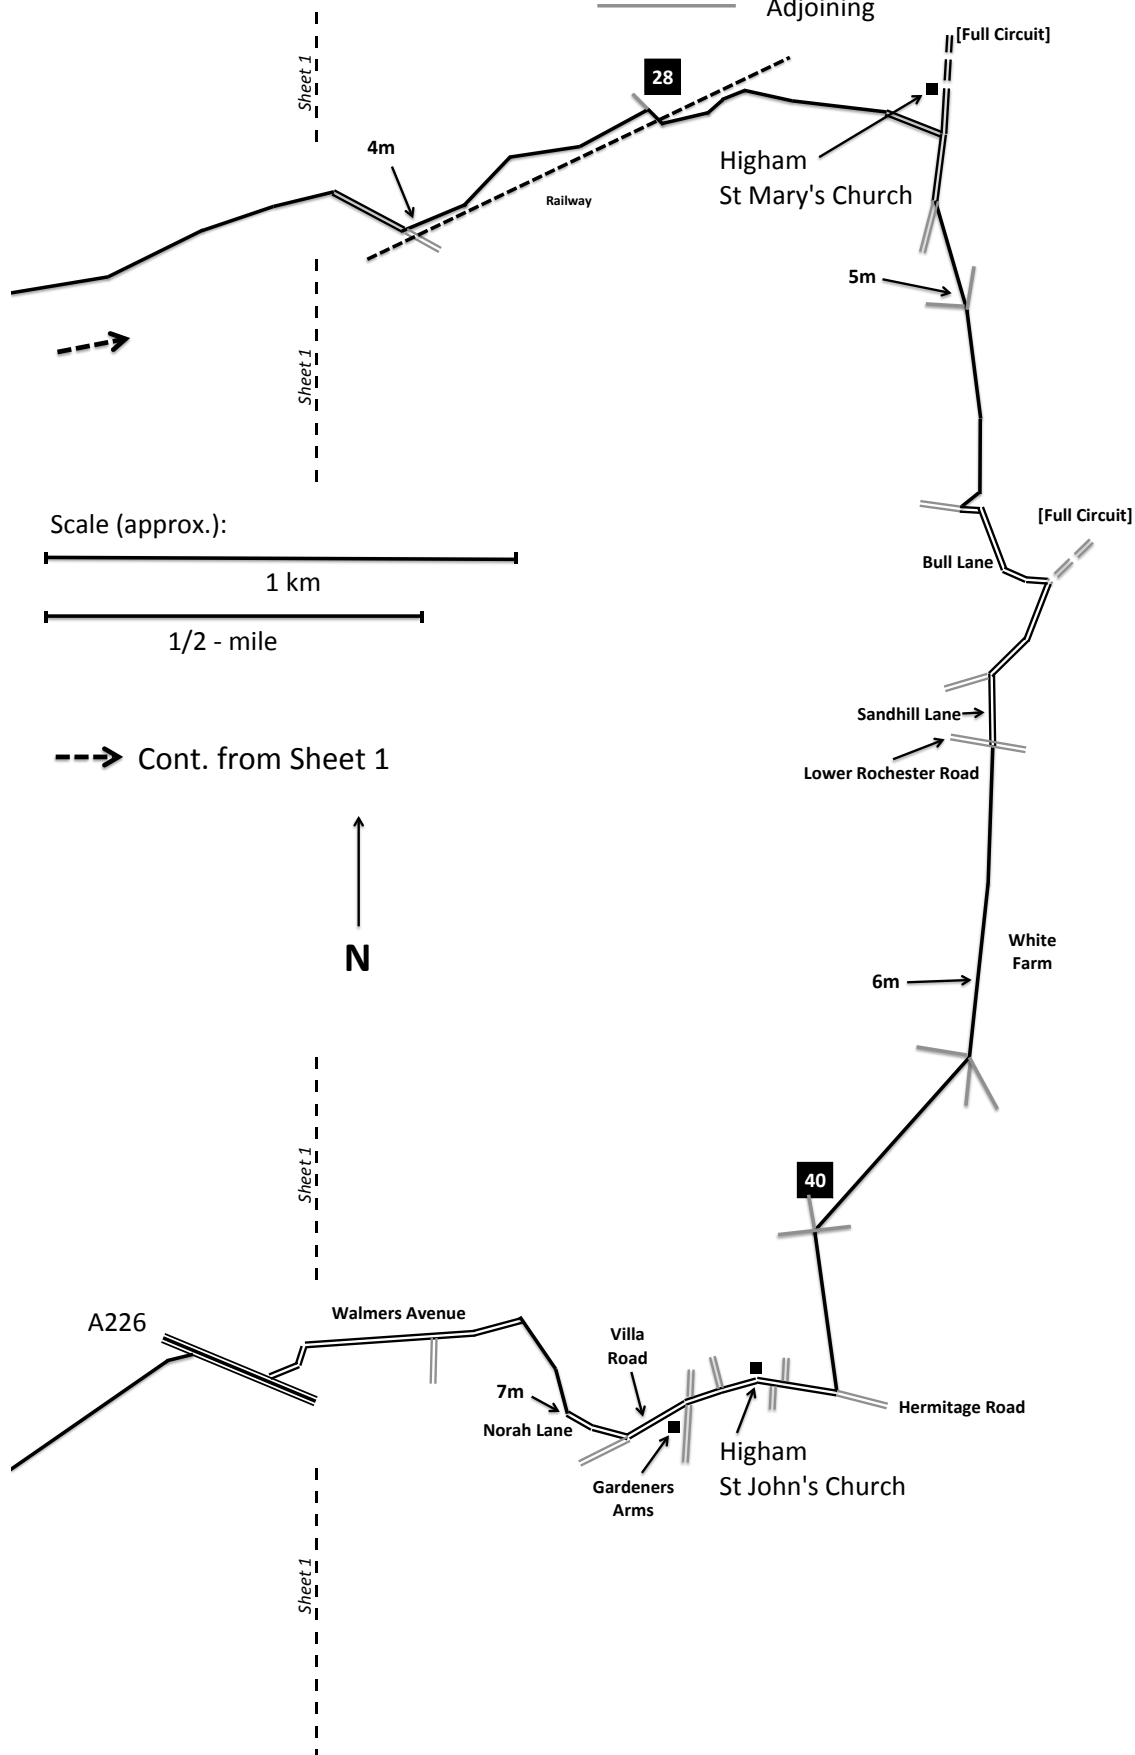 Adjoining
[Full Circuit]
Sheet 1
28
4m
Higham
St Mary's Church
Railway
5m
Sheet 1
Scale (approx.):
[Full Circuit]
1 km
Bull Lane
1/2 - mile
Sandhill Lane
Cont. from Sheet 1
Lower Rochester Road
N
White
Farm
6m
Sheet 1
40
A226
Walmers Avenue
Villa
Road
7m
Norah Lane
Hermitage Road
Higham
St John's Church
Gardeners
Arms
Sheet 1